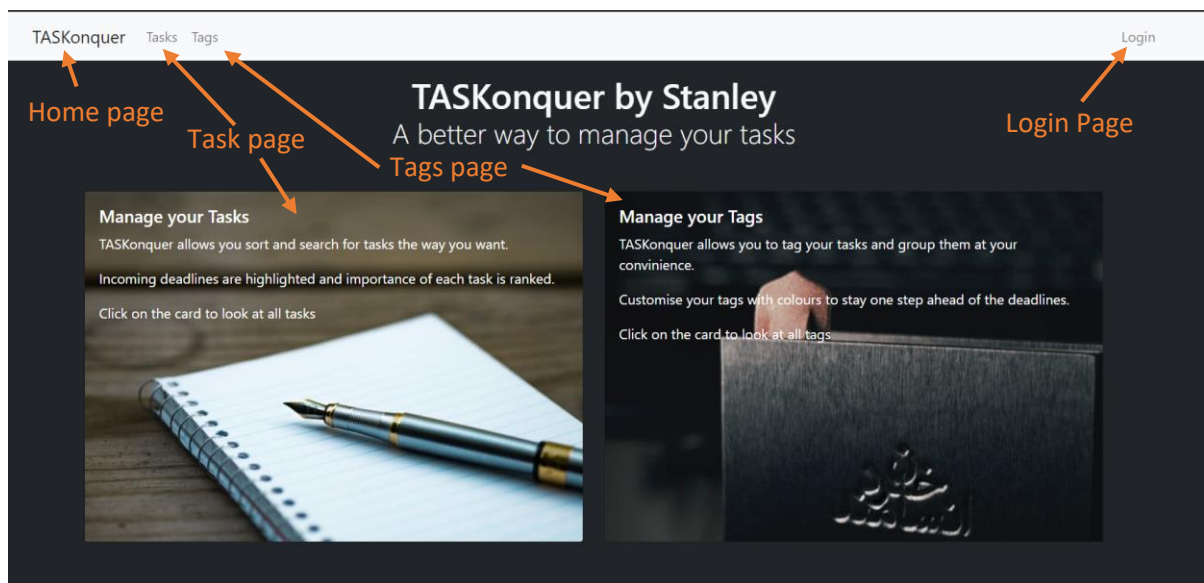 TASKonquer Tasks Tags Login
Home page
Task page
Tags page
Login Page
TASKonquer by Stanley
A better way to manage your tasks
Manage your Tasks
TASKonquer allows you sort and search for tasks the way you want.
Incoming deadlines are highlighted and importance of each task is ranked.
Click on the card to look at all tasks
Manage your Tags
TASKonquer allows you to tag your tasks and group them at your
convinience.
Customise your tags with colours to stay one step ahead of the deadlines.
Click on the card to look at all tags